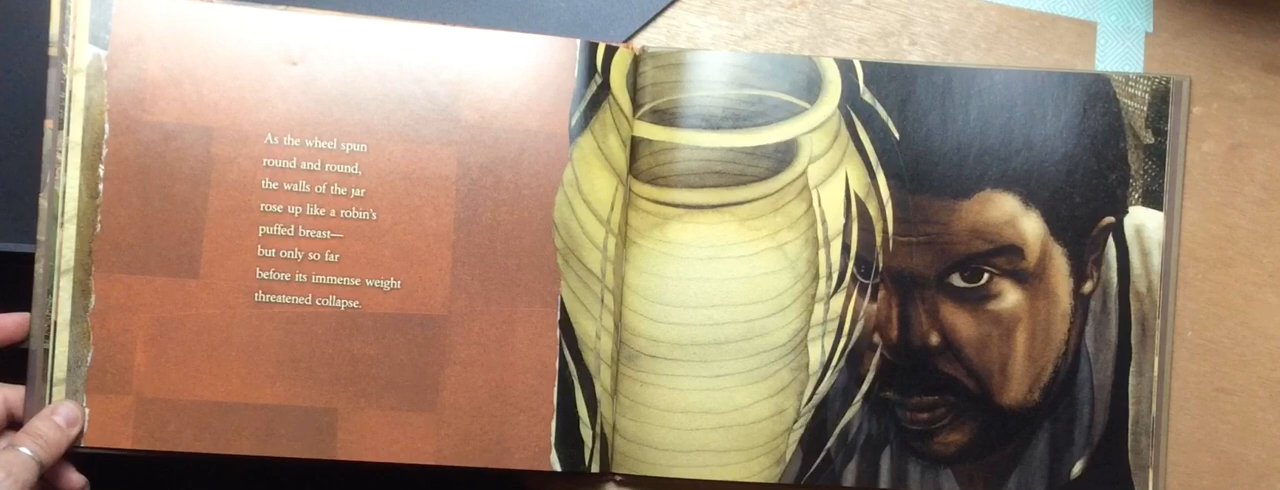 As the wheel spun
round and round,
the walls of the jar
rose up like a robin's
puffed breast—
but only so far
before its immense weight
threatened collapse.